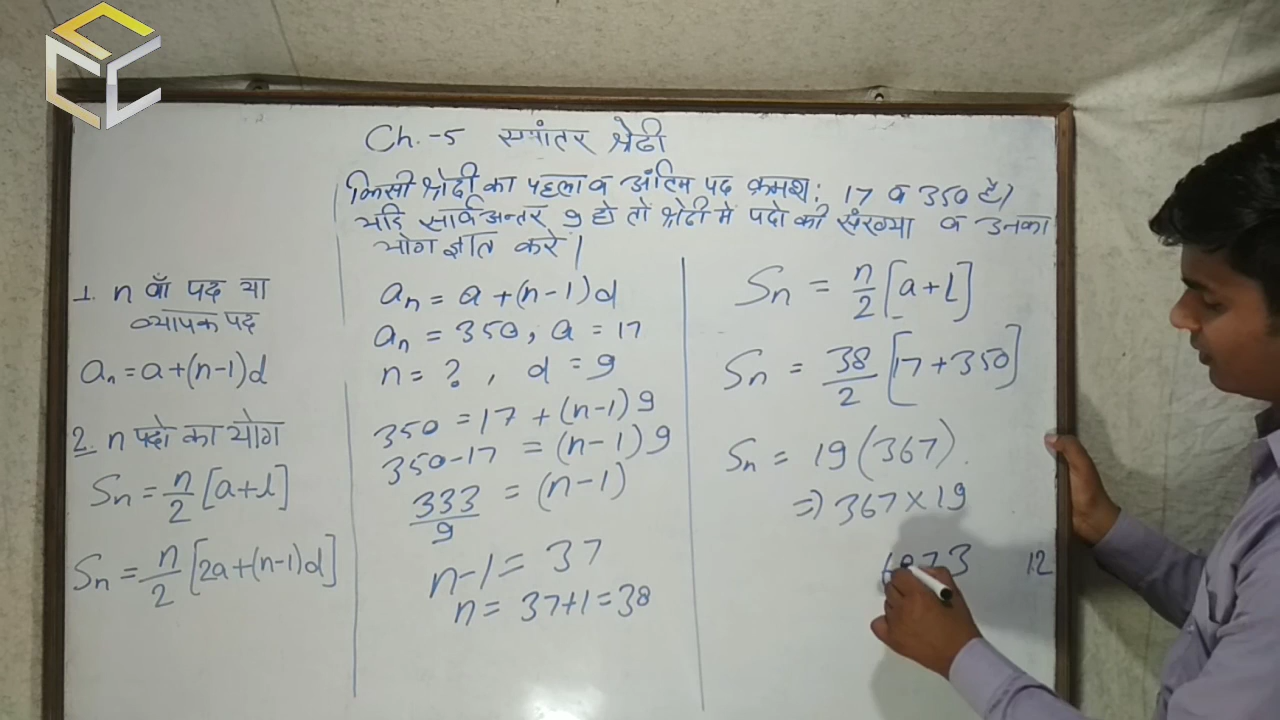 Ch.-5 समांतर श्रेढी
किसी श्रेढी का पहला व अंतिम पद क्रमश: 17 व 350 है।
यदि सार्व अन्तर 9 हो तो श्रेढी मे पदो की संख्या व उनका
योग ज्ञात करे।
1. n वाँ पद या
व्यापक पद
an = a+(n-1)d
2. n पदो का योग
Sn = n/2 [a+l]
Sn = n/2 [2a+(n-1)d]
an = a+(n-1)d
an = 350, a = 17
n = ? , d = 9
350 = 17 + (n-1) 9
350-17 = (n-1) 9
333/9 = (n-1)
n-1 = 37
n = 37+1 = 38
Sn = n/2 [a+l]
Sn = 38/2 [17+350]
Sn = 19 (367).
=> 367×19
12